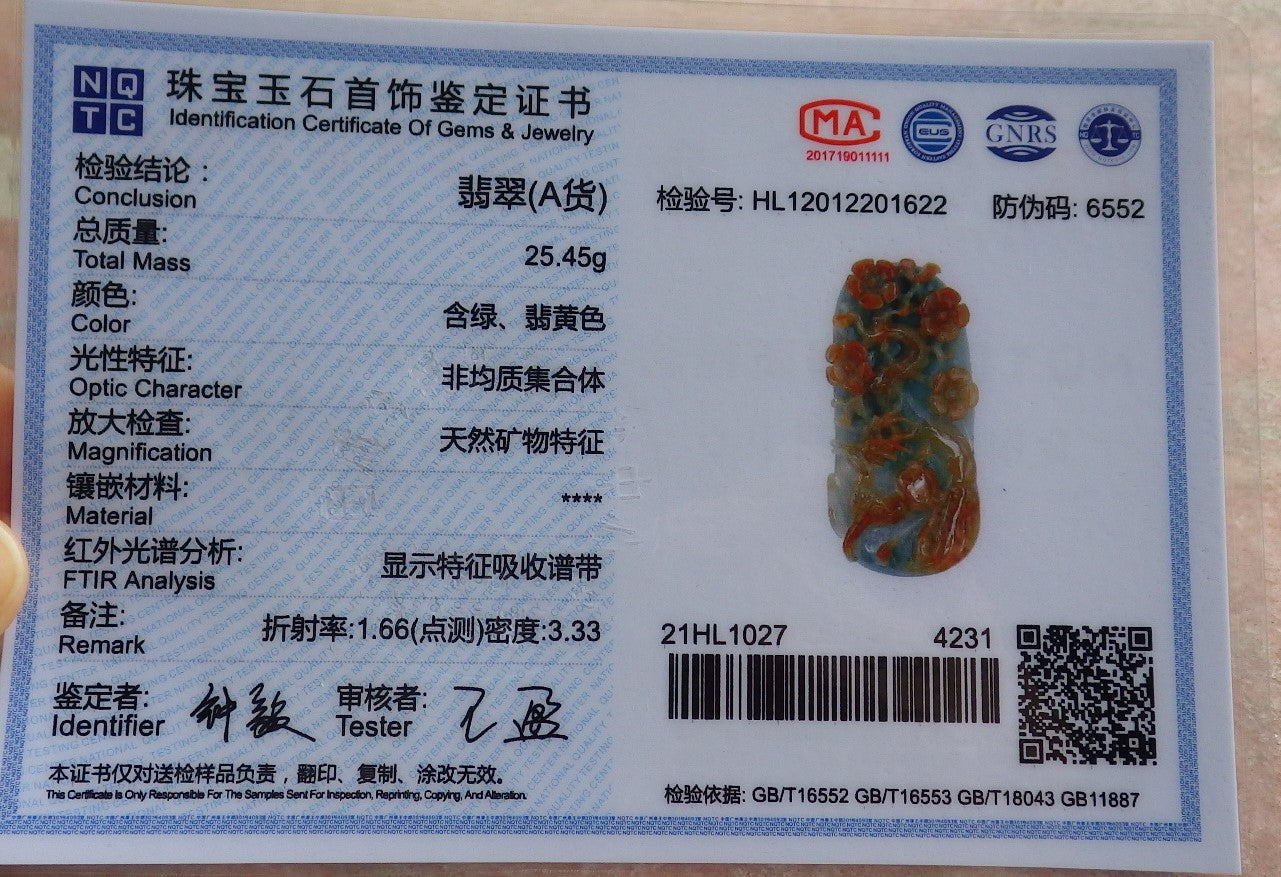 NQ
TC
珠宝玉石首饰鉴定证书
Identification Certificate Of Gems & Jewelry
检验结论：
Conclusion
翡翠(A货)
总质量:
Total Mass
25.45g
颜色:
Color
含绿、翡黄色
光性特征:
Optic Character
非均质集合体
放大检查:
Magnification
天然矿物特征
镶嵌材料:
Material
****
红外光谱分析:
FTIR Analysis
显示特征吸收谱带
备注:
Remark
折射率:1.66(点测)密度:3.33
鉴定者:
Identifier
审核者:
Tester
本证书仅对送检样品负责，翻印、复制、涂改无效。
This Certificate Is Only Responsible For The Samples Sent For Inspection, Reprinting, Copying, And Alteration.
MA
201719011111
GUS
GNRS
检验号: HL12012201622
防伪码: 6552
21HL1027
4231
检验依据: GB/T16552 GB/T16553 GB/T18043 GB11887